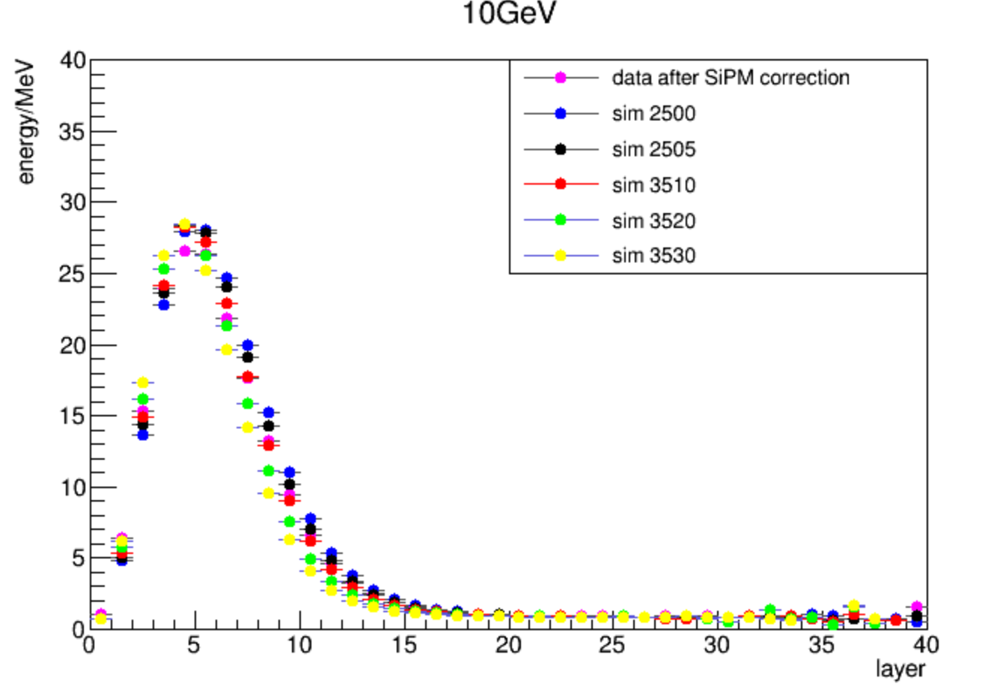 10GeV
energy/MeV
40
35
30
25
20
15
10
5
0
data after SiPM correction
sim 2500
sim 2505
sim 3510
sim 3520
sim 3530
0 5 10 15 20 25 30 35 40
layer